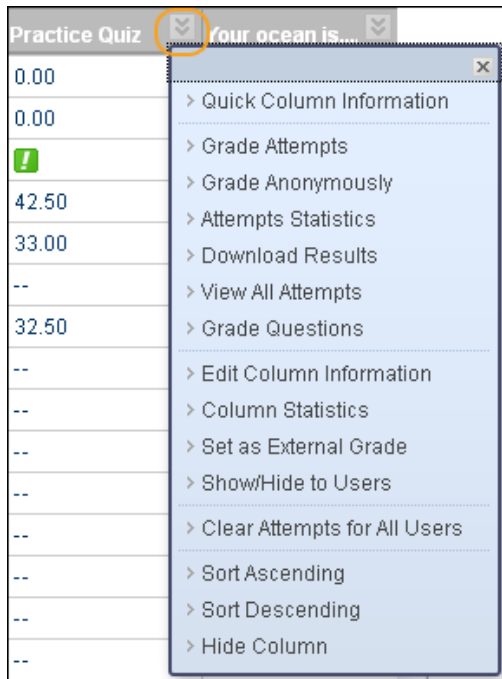 Practice Quiz Your ocean is....
0.00
0.00
!
42.50
33.00
--
32.50
--
--
--
--
--
--
--
--
Quick Column Information
Grade Attempts
Grade Anonymously
Attempts Statistics
Download Results
View All Attempts
Grade Questions
Edit Column Information
Column Statistics
Set as External Grade
Show/Hide to Users
Clear Attempts for All Users
Sort Ascending
Sort Descending
Hide Column